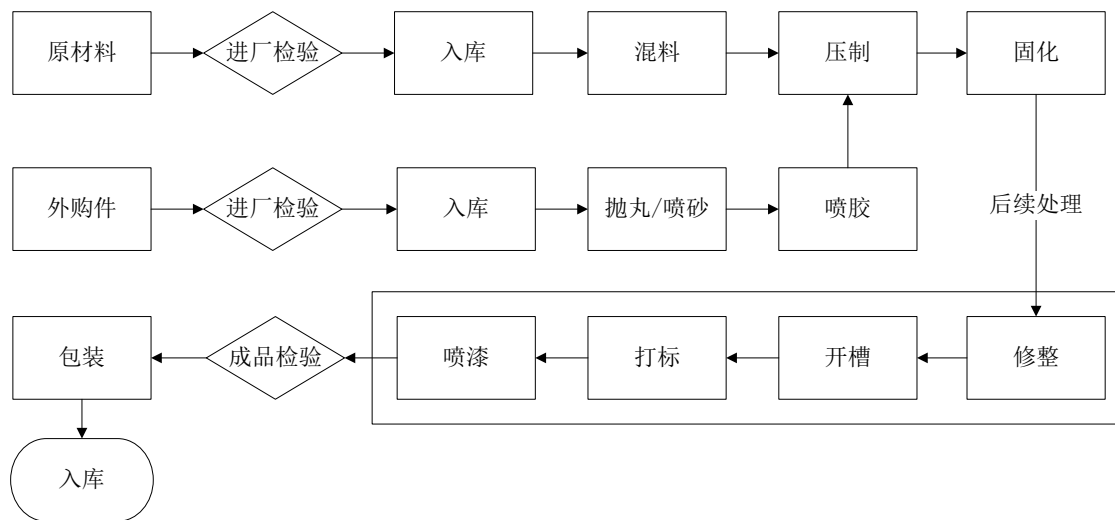 原材料
进厂检验
入库
混料
压制
固化
外购件
进厂检验
入库
抛丸/喷砂
喷胶
后续处理
包装
成品检验
喷漆
打标
开槽
修整
入库